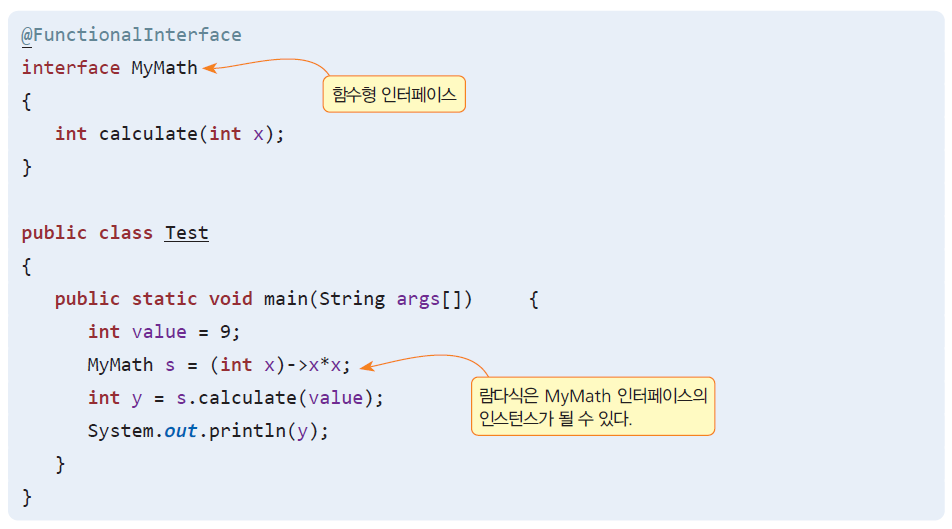 @FunctionalInterface
interface MyMath
함수형 인터페이스
{
int calculate(int x);
}
public class Test
{
public static void main(String args[]) {
int value = 9;
MyMath s = (int x)->x*x;
람다식은 MyMath 인터페이스의
인스턴스가 될 수 있다.
int y = s.calculate(value);
System.out.println(y);
}
}